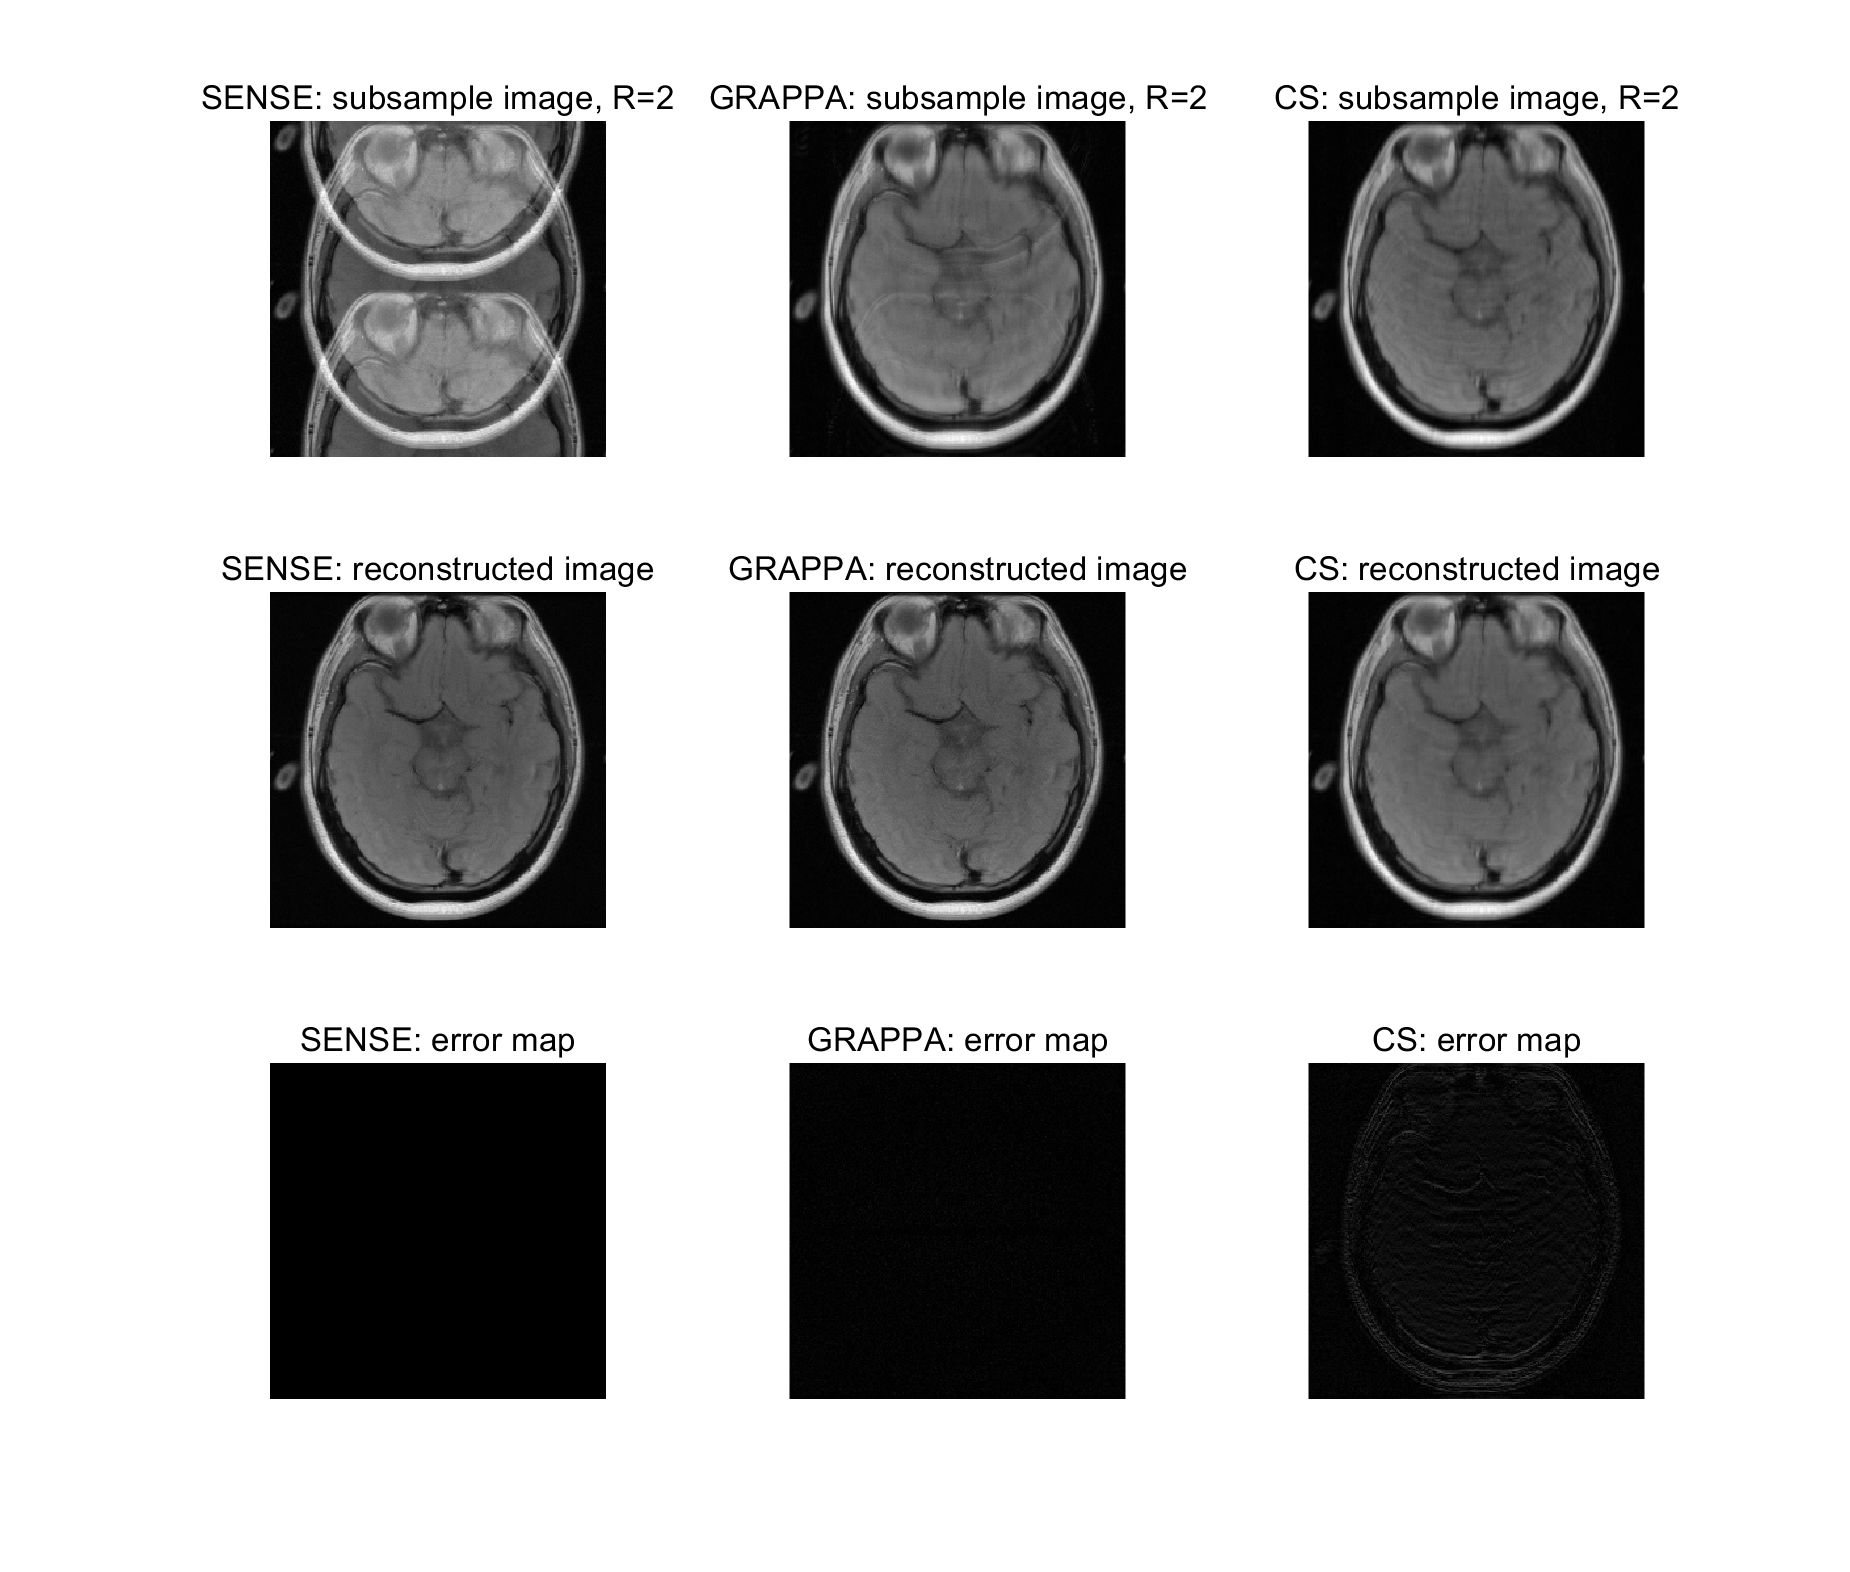 SENSE: subsample image, R=2
GRAPPA: subsample image, R=2
CS: subsample image, R=2
SENSE: reconstructed image
GRAPPA: reconstructed image
CS: reconstructed image
SENSE: error map
GRAPPA: error map
CS: error map